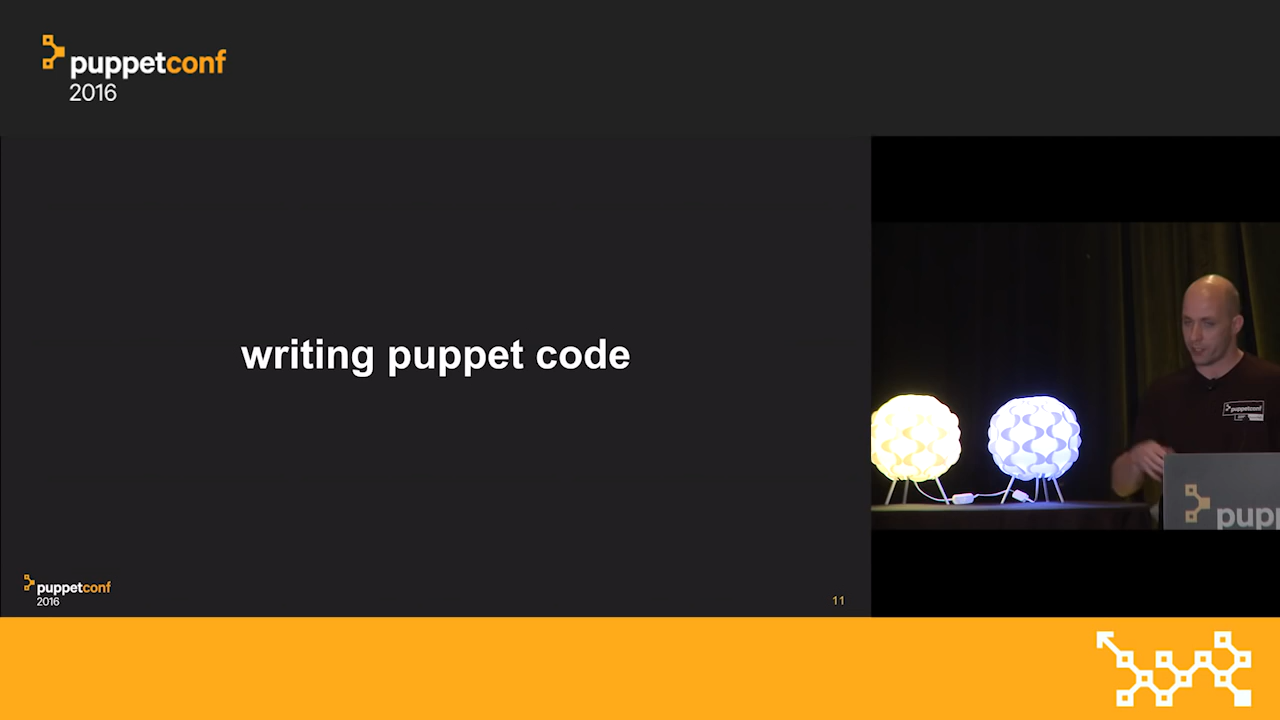 puppetconf
2016
writing puppet code
puppetconf
pupp
puppetconf
2016
11